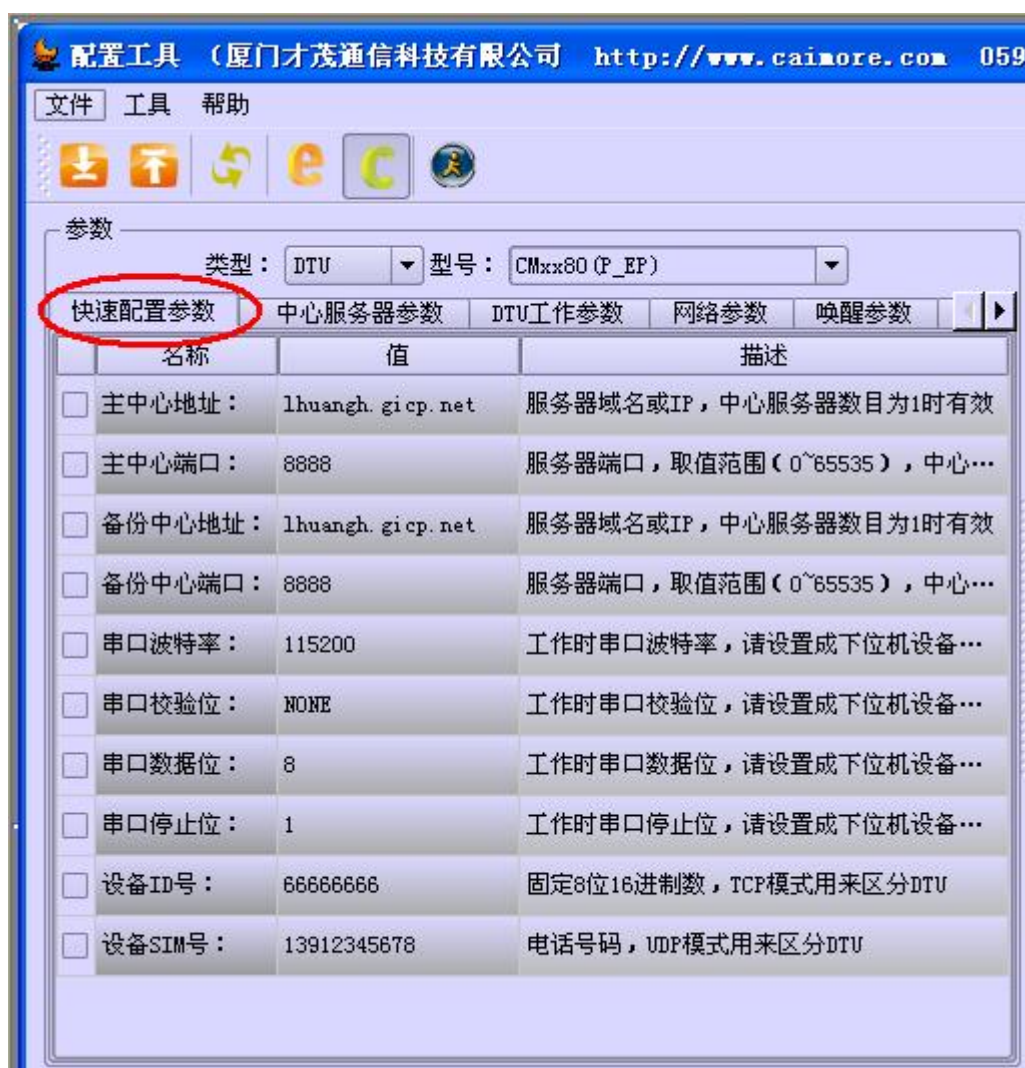 配置工具 （厦门才茂通信科技有限公司 http://www.caimore.com 059
文件 工具 帮助
参数
类型： DTU 型号： CMxx80(P_EP)
快速配置参数 中心服务器参数 DTU工作参数 网络参数 唤醒参数
名称 值 描述
主中心地址： lhuangh.gicp.net 服务器域名或IP，中心服务器数目为1时有效
主中心端口： 8888 服务器端口，取值范围(0~65535)，中心…
备份中心地址： lhuangh.gicp.net 服务器域名或IP，中心服务器数目为1时有效
备份中心端口： 8888 服务器端口，取值范围(0~65535)，中心…
串口波特率： 115200 工作时串口波特率，请设置成下位机设备…
串口校验位： NONE 工作时串口校验位，请设置成下位机设备…
串口数据位： 8 工作时串口数据位，请设置成下位机设备…
串口停止位： 1 工作时串口停止位，请设置成下位机设备…
设备ID号： 66666666 固定8位16进制数，TCP模式用来区分DTU
设备SIM号： 13912345678 电话号码，UDP模式用来区分DTU